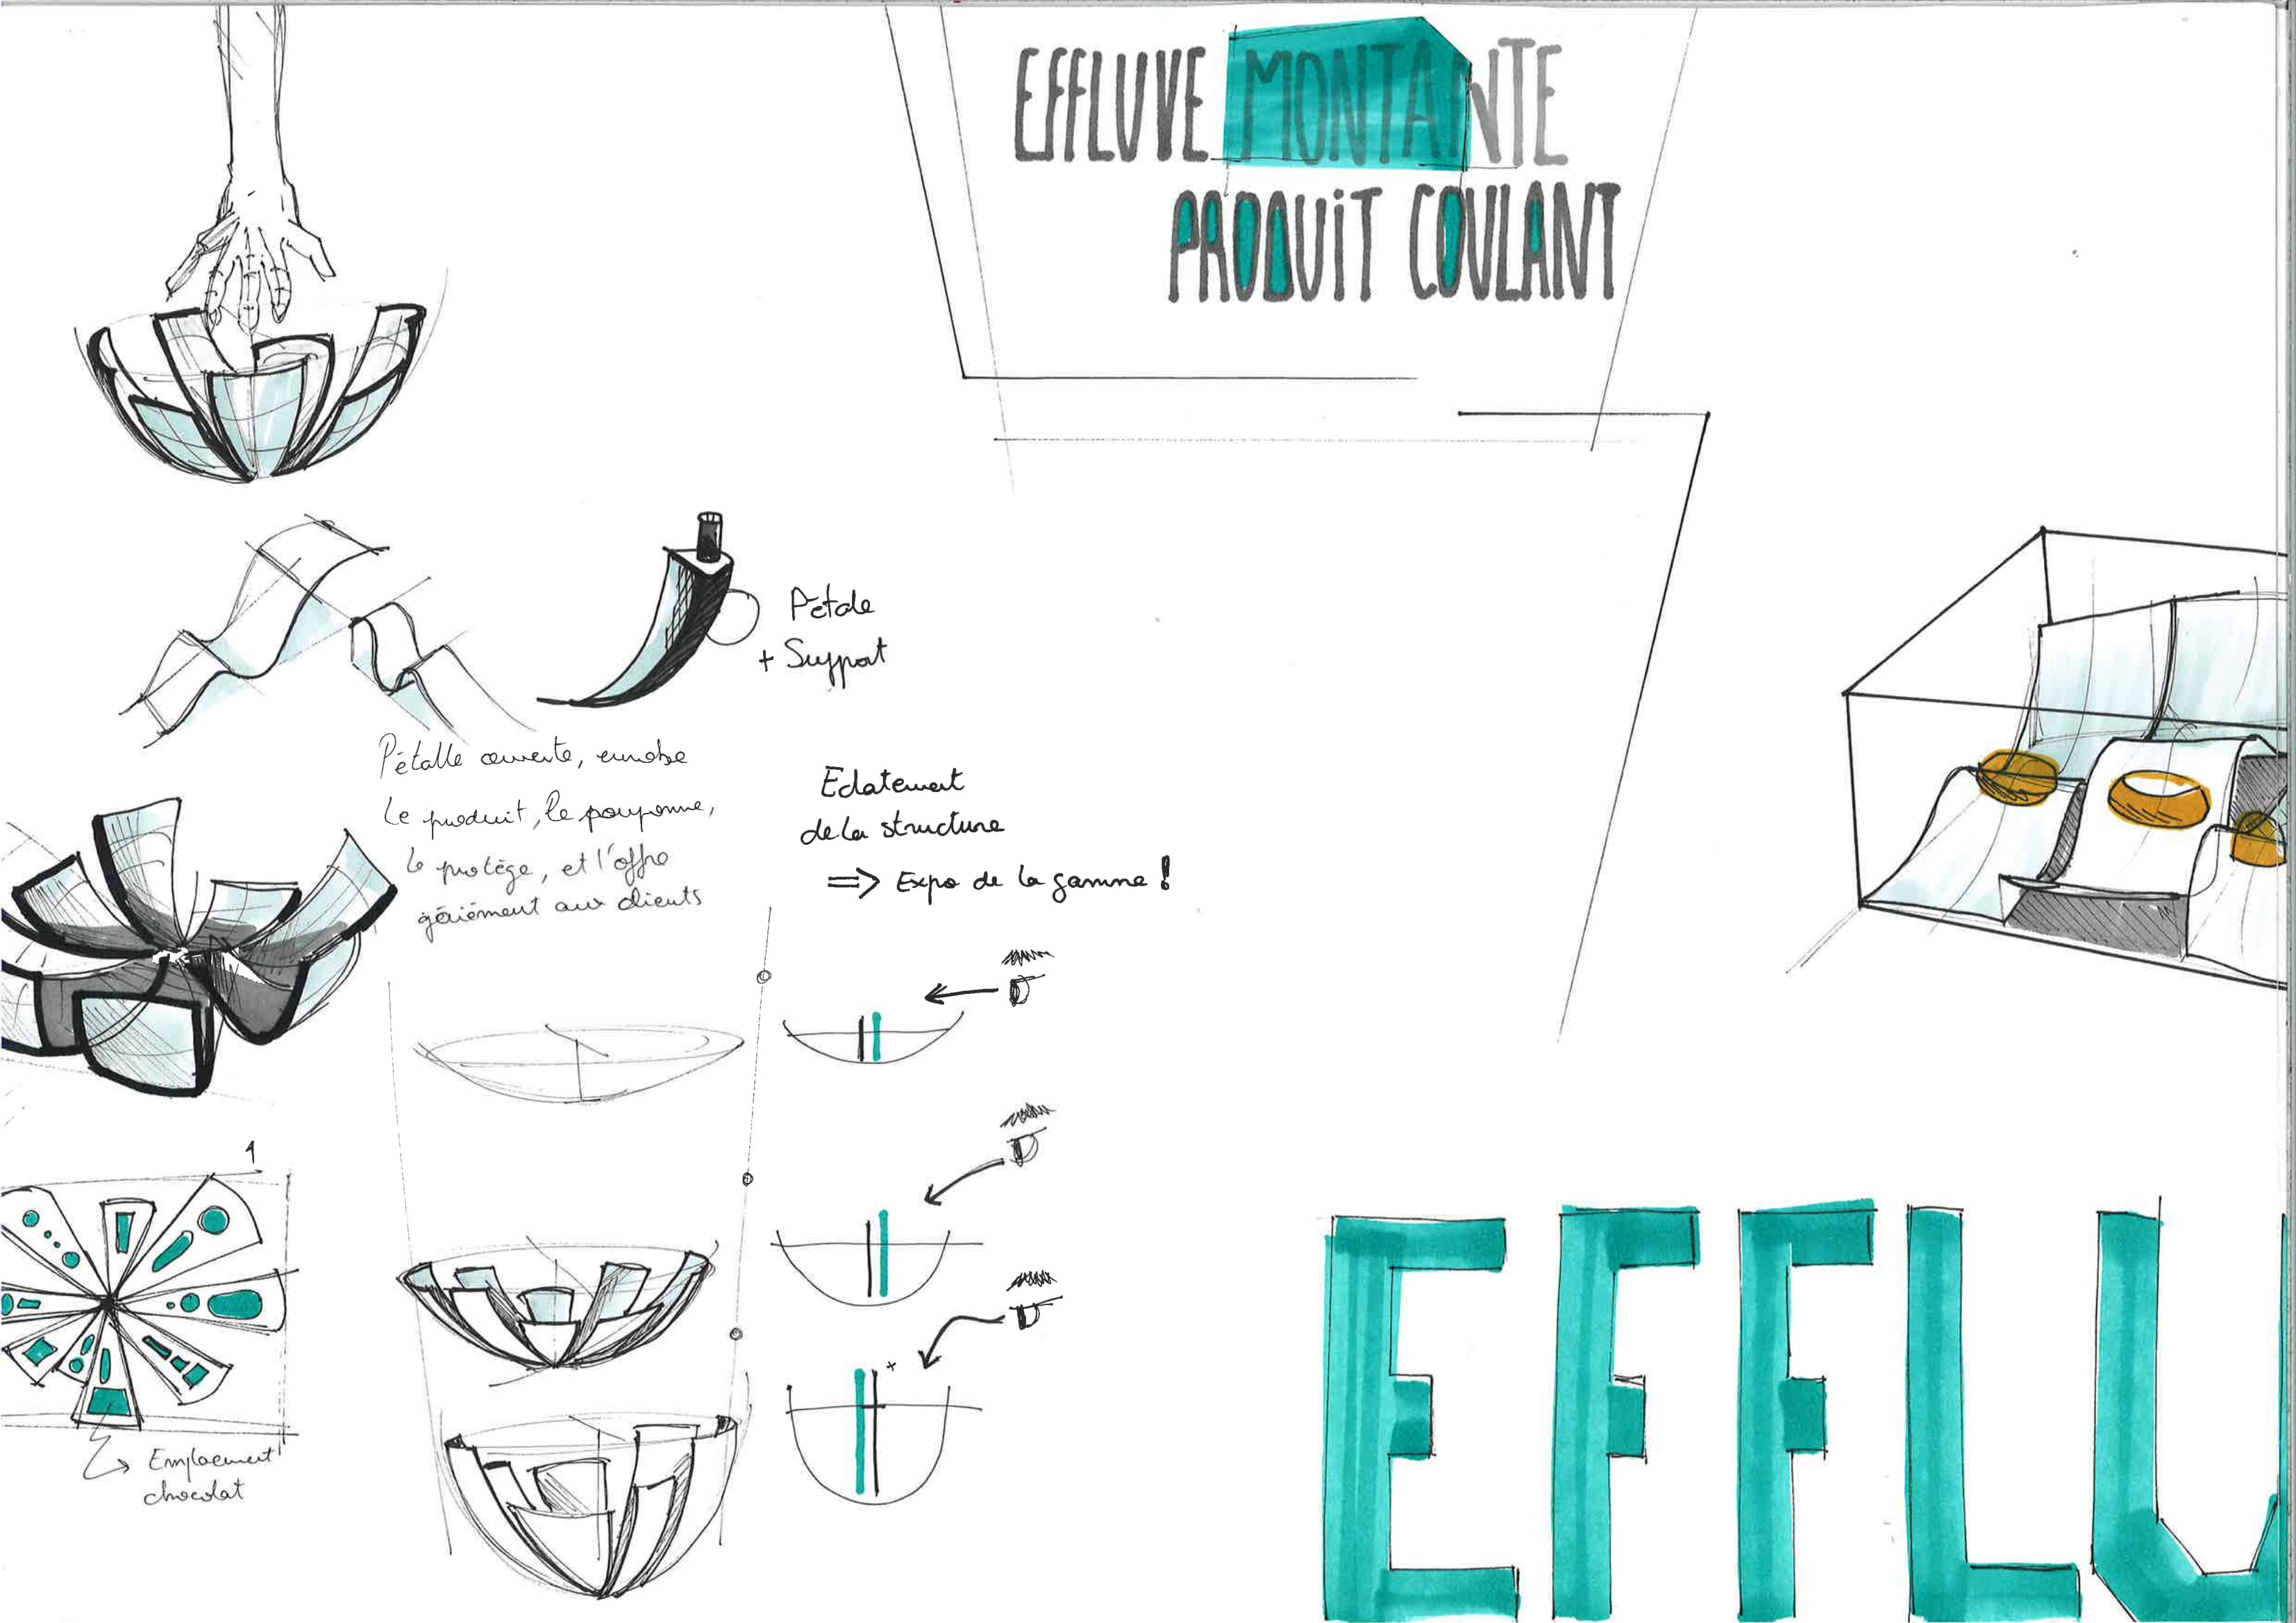 EFFLUVE MONTANTE
PRODUIT COULANT
Pétale
+ Support
Pétalle ouverte, enrobe
le produit, le pouponne,
le protège, et l'offre
aux clients
Eclatement
de la structure
=> Expo de la gamme !
1
Emplacement
chocolat
+
EFFLU